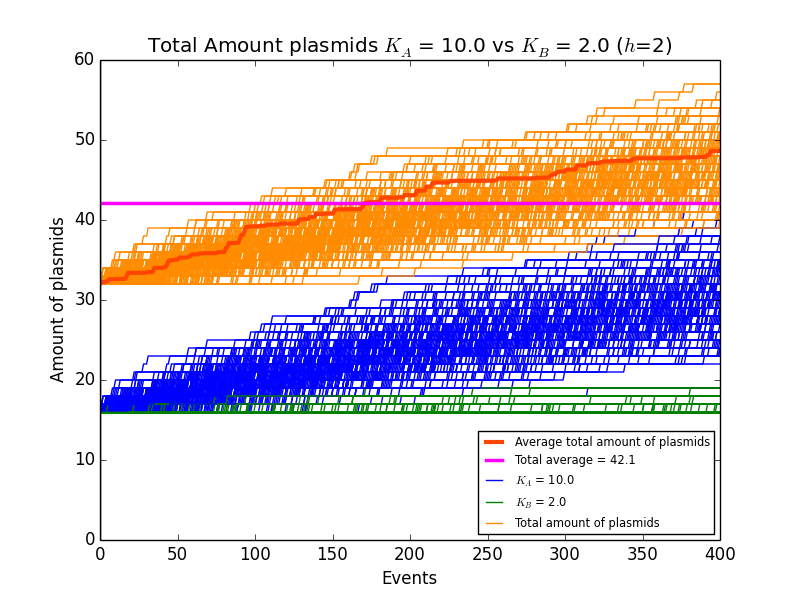 Total Amount plasmids K_A = 10.0 vs K_B = 2.0 (h=2)
60
50
40
30
20
10
0
Amount of plasmids
0 50 100 150 200 250 300 350 400
Events
Average total amount of plasmids
Total average = 42.1
K_A = 10.0
K_B = 2.0
Total amount of plasmids